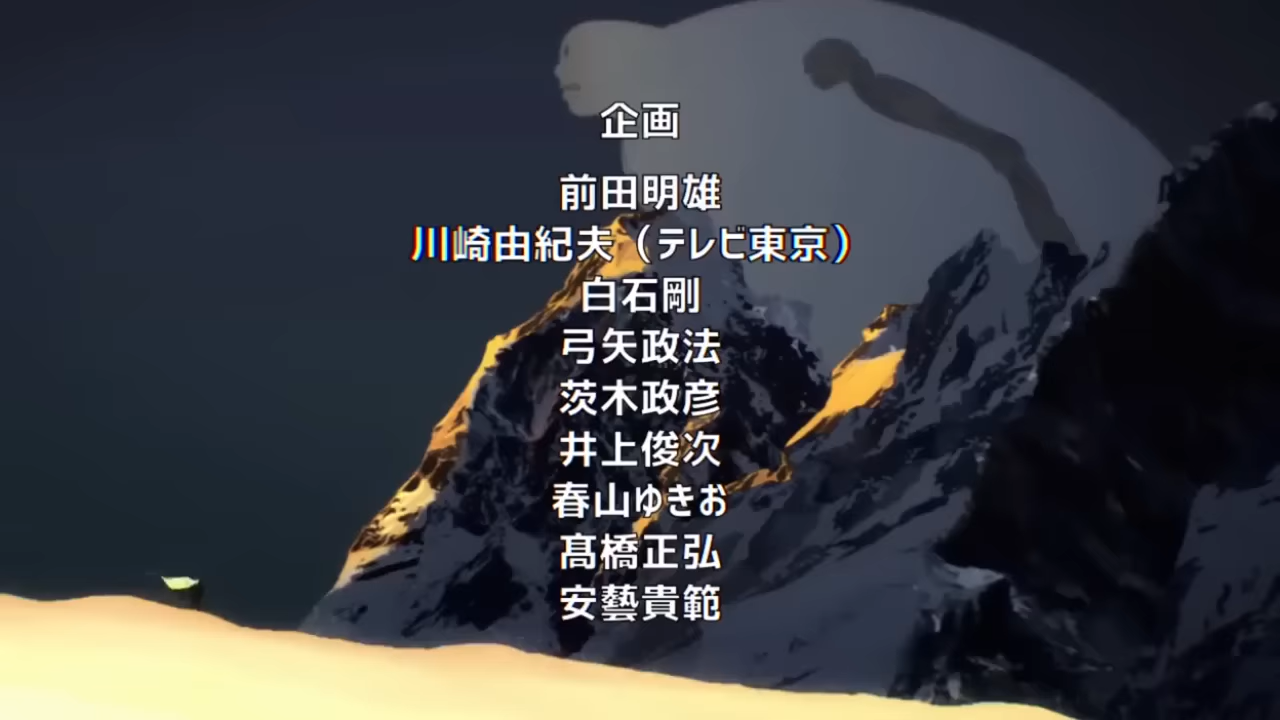 企画
前田明雄
川崎由紀夫（テレビ東京）
白石剛
弓矢政法
茨木政彦
井上俊次
春山ゆきお
髙橋正弘
安藝貴範